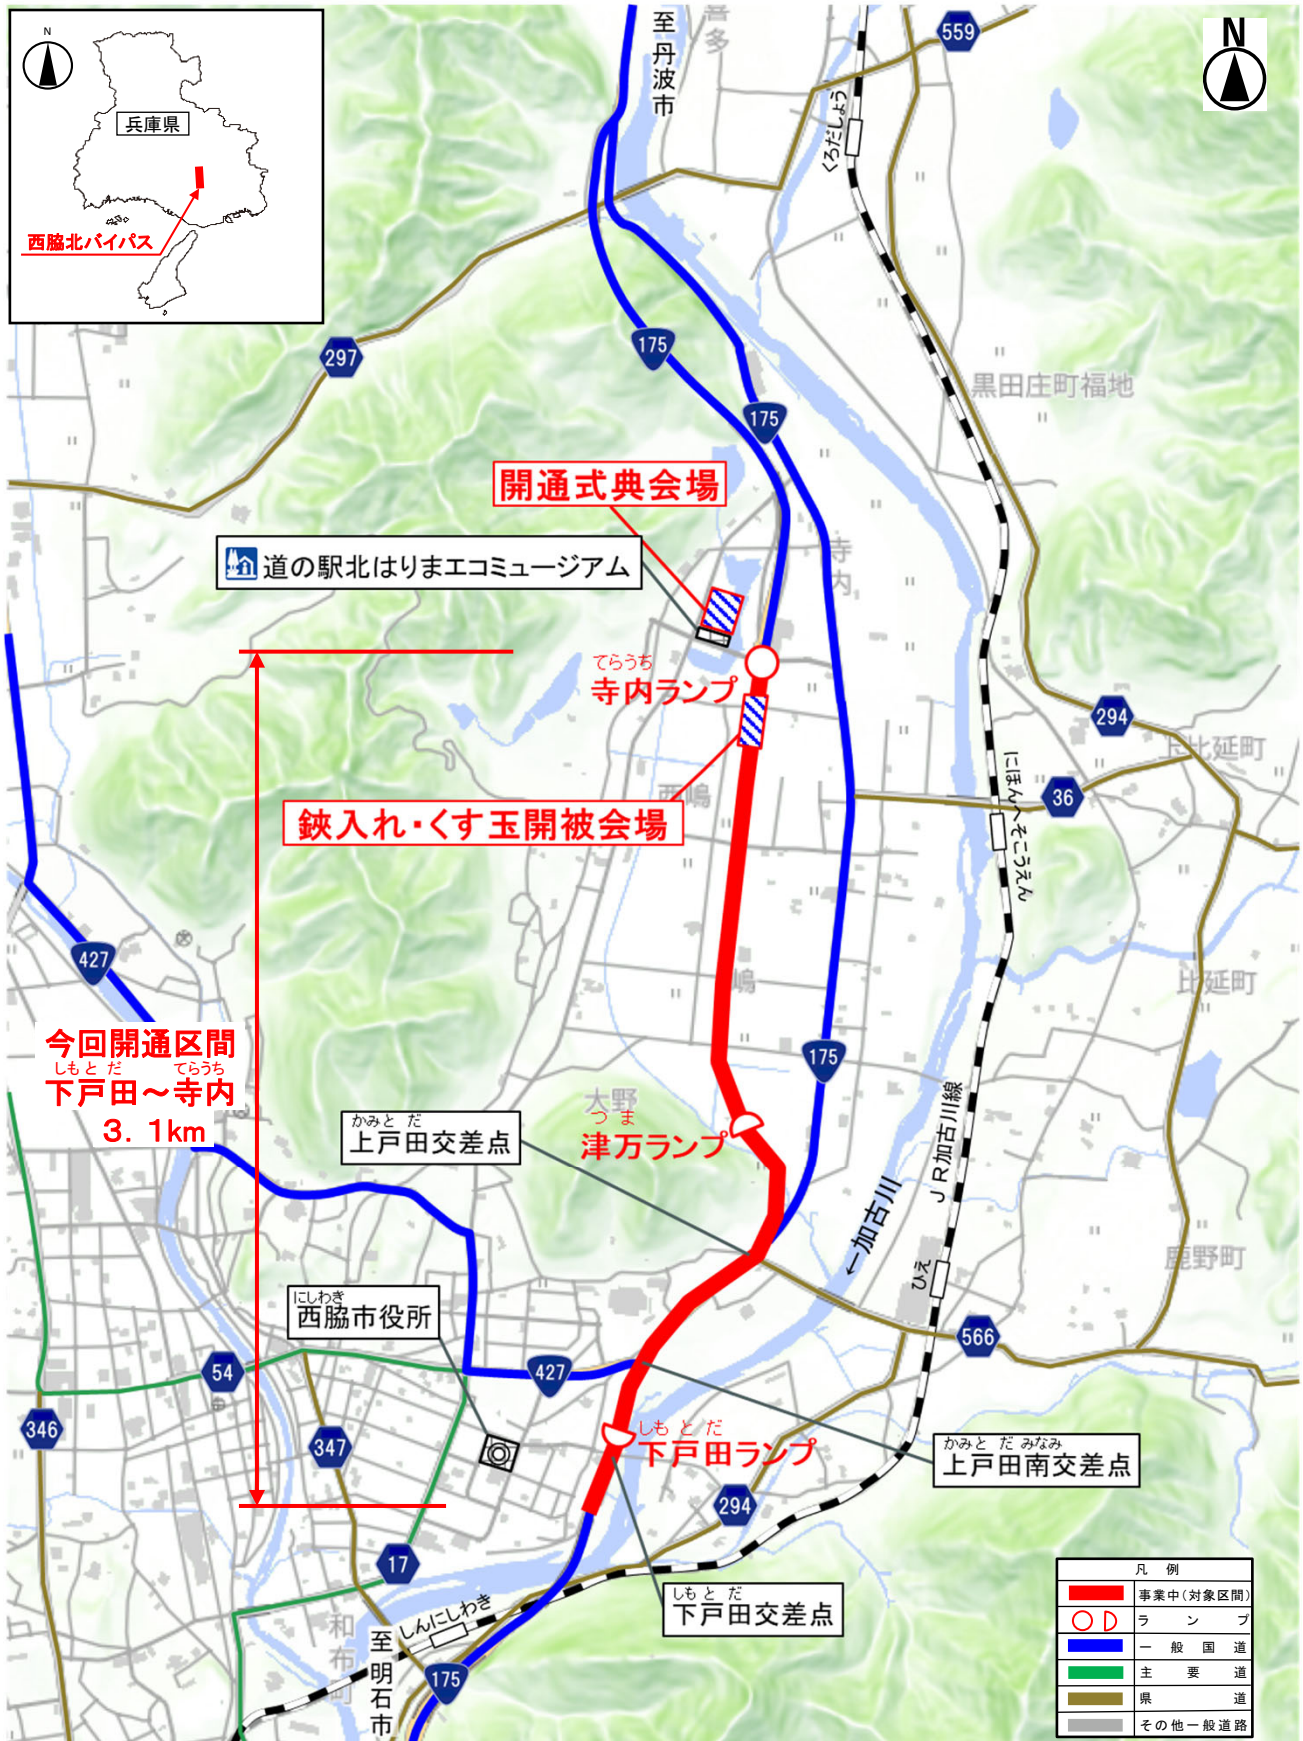 N
兵庫県
西脇北バイパス
至丹波市
喜多
559
N
くろだしょう
297
175
175
黒田庄町福地
開通式典会場
道の駅北はりまエコミュージアム
寺内
てらうち
寺内ランプ
294
上比延町
36
西嶋
にほんへそこうえん
鋏入れ・くす玉開被会場
427
嶋
比延町
今回開通区間
しもとだ てらうち
下戸田～寺内
3.1km
175
大野
つま
津万ランプ
かみとだ
上戸田交差点
JR加古川線
←加古川
鹿野町
ひえ
にしわき
西脇市役所
566
54
427
346
347
しもとだ
下戸田ランプ
かみとだみなみ
上戸田南交差点
294
17
しもとだ
下戸田交差点
しんにしわき
和布町
至明石市
175
凡例
事業中(対象区間)
ランプ
一般国道
主要道
県道
その他一般道路